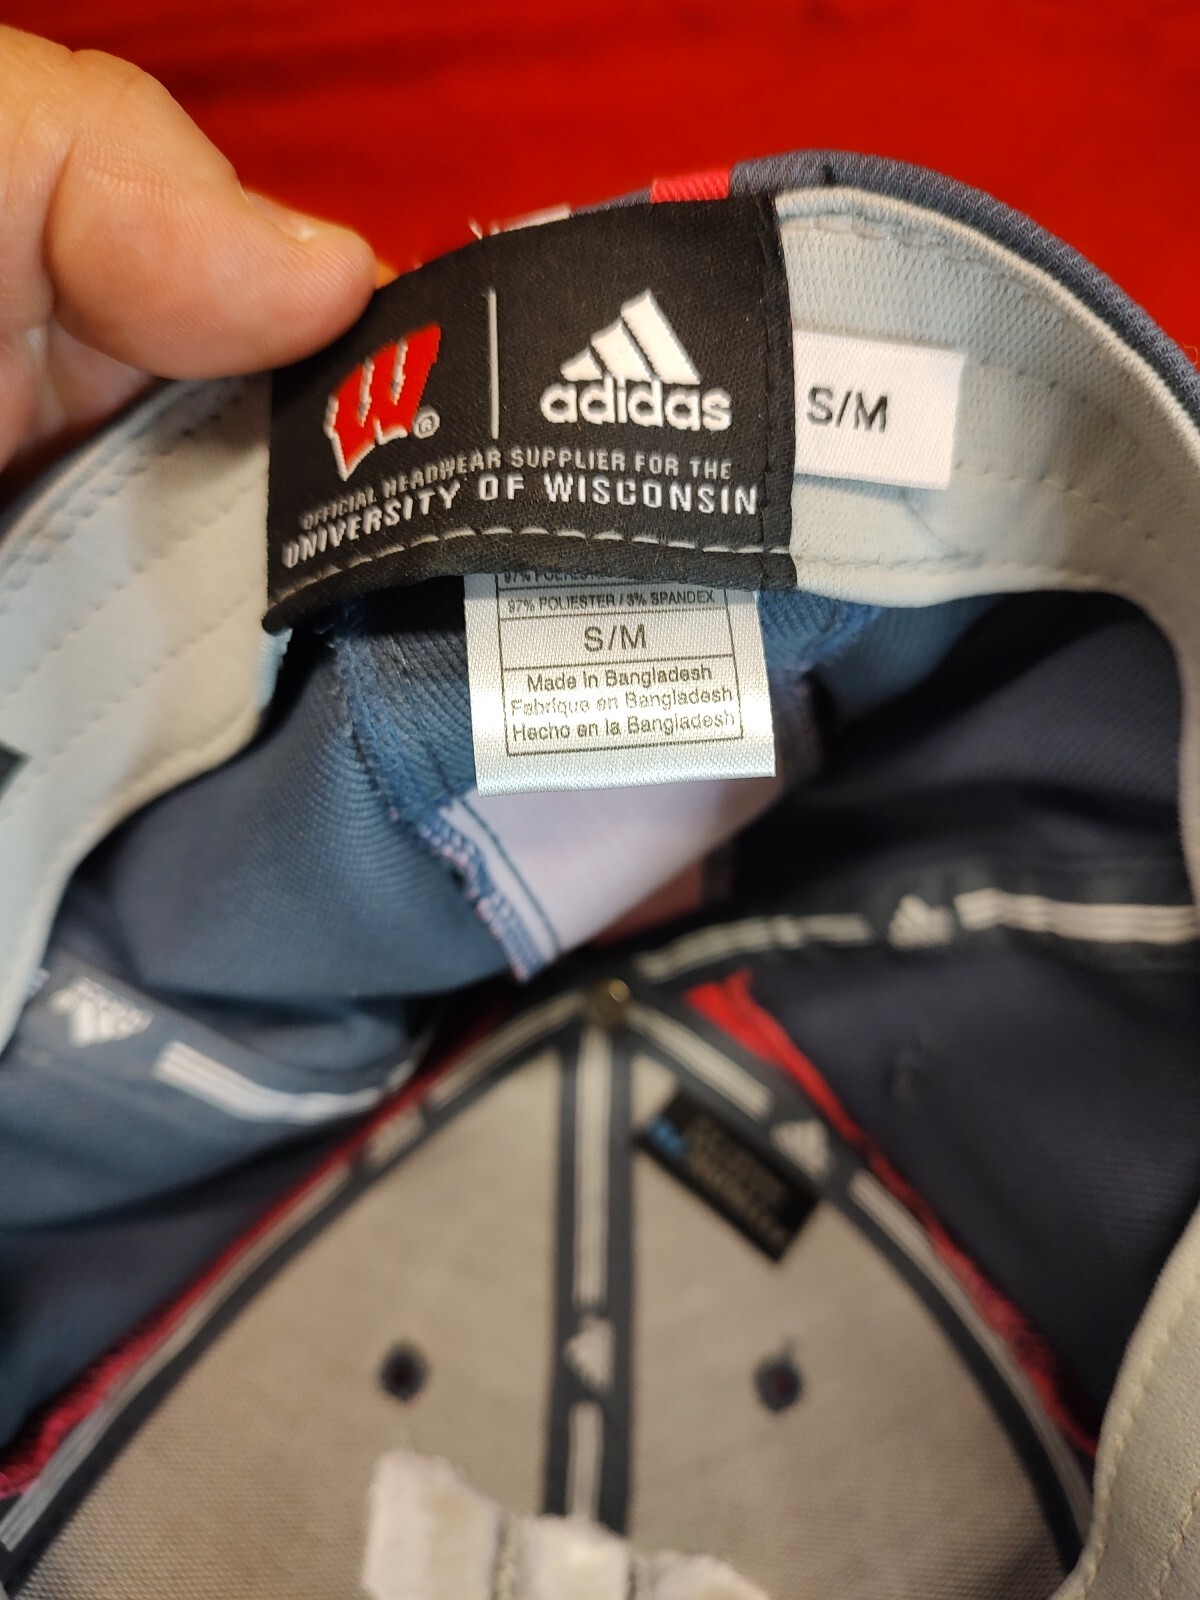 W®
adidas
OFFICIAL HEADWEAR SUPPLIER FOR THE
UNIVERSITY OF WISCONSIN
S/M
97% POLIESTER / 3% SPANDEX
S/M
Made in Bangladesh
Fabriqué en Bangladesh
Hecho en la Bangladesh